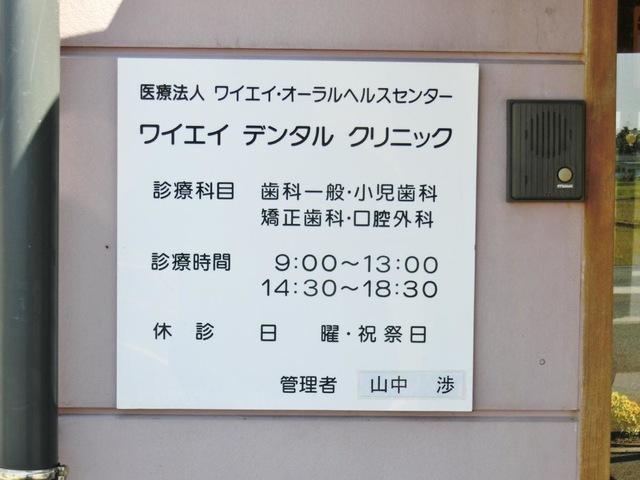 医療法人 ワイエイ・オーラルヘルスセンター
ワイエイ デンタル クリニック
診療科目 歯科一般・小児歯科
矯正歯科・口腔外科
診療時間 9:00～13:00
14:30～18:30
休診 日 曜・祝祭日
管理者 山中 渉